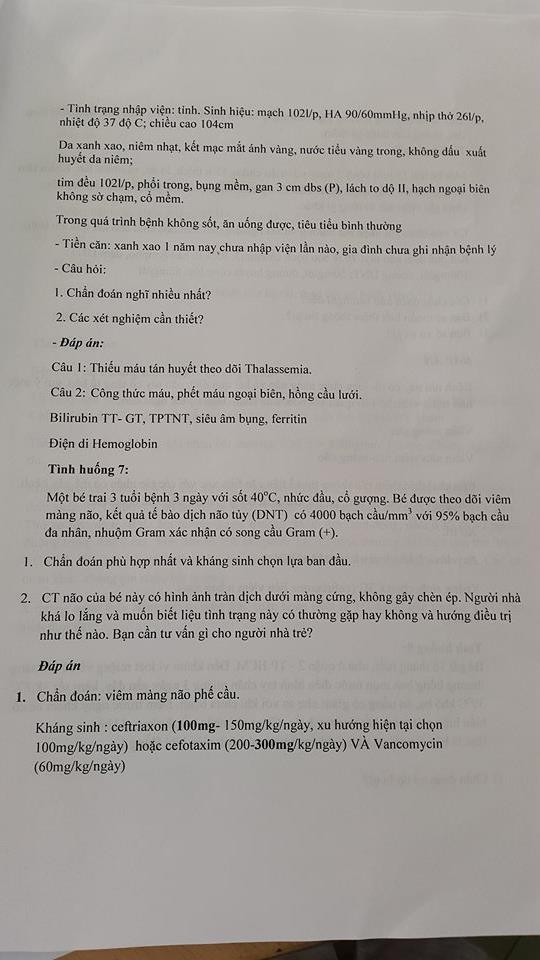 - Tình trạng nhập viện: tỉnh. Sinh hiệu: mạch 102l/p, HA 90/60mmHg, nhịp thở 26l/p,
nhiệt độ 37 độ C; chiều cao 104cm
Da xanh xao, niêm nhạt, kết mạc mắt ánh vàng, nước tiểu vàng trong, không dấu xuất
huyết da niêm;
tim đều 102l/p, phổi trong, bụng mềm, gan 3 cm dbs (P), lách to độ II, hạch ngoại biên
không sờ chạm, cổ mềm.
Trong quá trình bệnh không sốt, ăn uống được, tiêu tiểu bình thường
- Tiền căn: xanh xao 1 năm nay chưa nhập viện lần nào, gia đình chưa ghi nhận bệnh lý
- Câu hỏi:
1. Chẩn đoán nghĩ nhiều nhất?
2. Các xét nghiệm cần thiết?
- Đáp án:
Câu 1: Thiếu máu tán huyết theo dõi Thalassemia.
Câu 2: Công thức máu, phết máu ngoại biên, hồng cầu lưới.
Bilirubin TT- GT, TPTNT, siêu âm bụng, ferritin
Điện di Hemoglobin
Tình huống 7:
Một bé trai 3 tuổi bệnh 3 ngày với sốt 40°C, nhức đầu, cổ gượng. Bé được theo dõi viêm
màng não, kết quả tế bào dịch não tủy (DNT) có 4000 bạch cầu/mm³ với 95% bạch cầu
đa nhân, nhuộm Gram xác nhận có song cầu Gram (+).
1. Chẩn đoán phù hợp nhất và kháng sinh chọn lựa ban đầu.
2. CT não của bé này có hình ảnh tràn dịch dưới màng cứng, không gây chèn ép. Người nhà
khá lo lắng và muốn biết liệu tình trạng này có thường gặp hay không và hướng điều trị
như thế nào. Bạn cần tư vấn gì cho người nhà trẻ?
Đáp án
1. Chẩn đoán: viêm màng não phế cầu.
Kháng sinh : ceftriaxon (100mg- 150mg/kg/ngày, xu hướng hiện tại chọn
100mg/kg/ngày) hoặc cefotaxim (200-300mg/kg/ngày) VÀ Vancomycin
(60mg/kg/ngày)